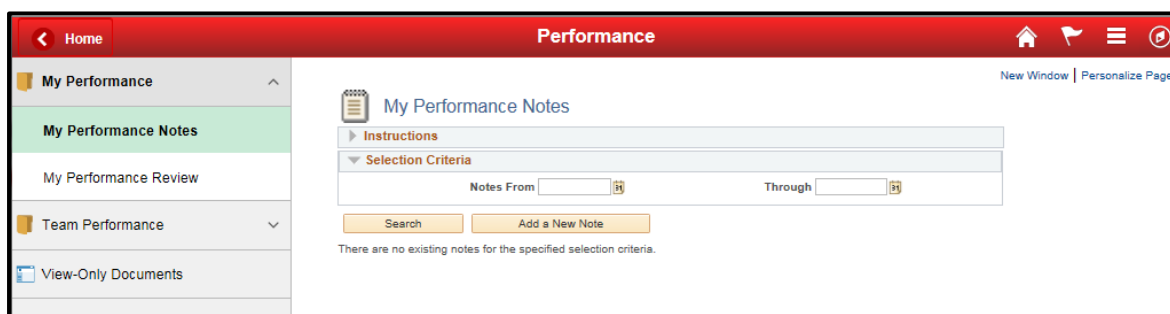 Home
Performance
New Window | Personalize Page
My Performance
My Performance Notes
My Performance Review
Team Performance
View-Only Documents
My Performance Notes
Instructions
Selection Criteria
Notes From 31 Through 31
Search Add a New Note
There are no existing notes for the specified selection criteria.